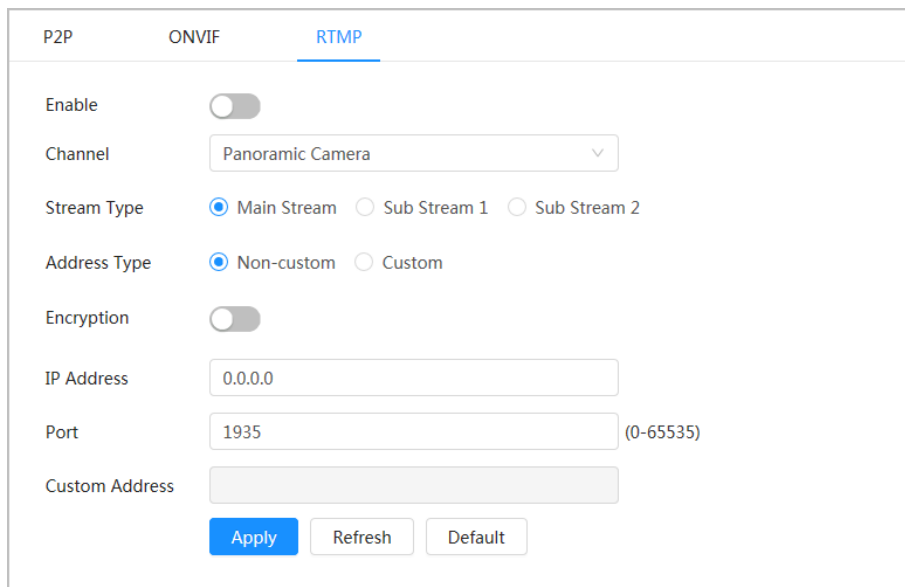 P2P ONVIF RTMP
Enable
Channel Panoramic Camera
Stream Type Main Stream Sub Stream 1 Sub Stream 2
Address Type Non-custom Custom
Encryption
IP Address 0.0.0.0
Port 1935 (0-65535)
Custom Address
Apply Refresh Default